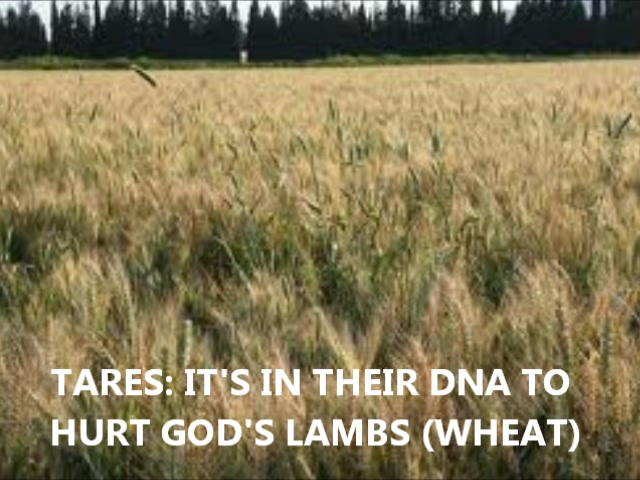 TARES: IT'S IN THEIR DNA TO
HURT GOD'S LAMBS (WHEAT)